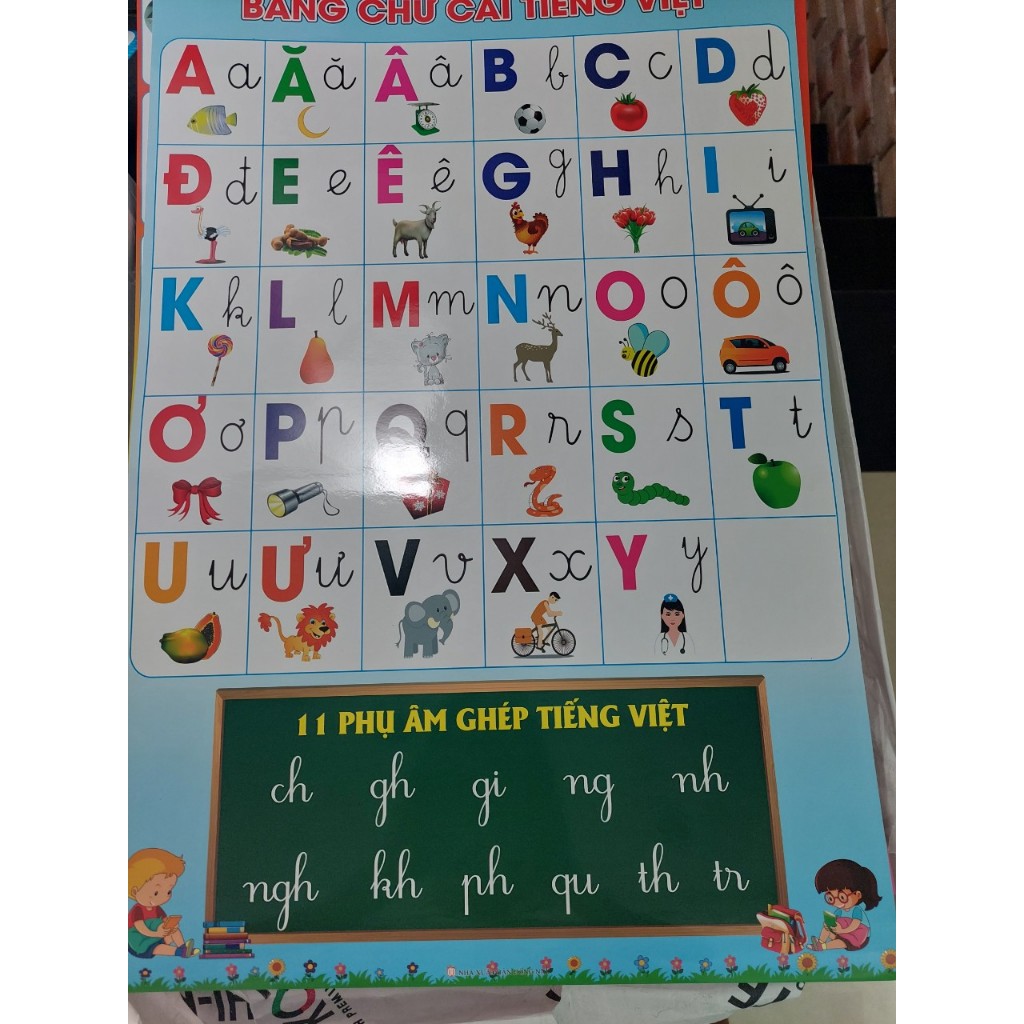 BẢNG CHỮ CÁI TIẾNG VIỆT
A a Ă ă Â â B b C c D d
Đ đ E e Ê ê G g H h I i
K k L l M m N n O o Ô ô
Ơ ơ P p Q q R r S s T t
U u Ư ư V v X x Y y
11 PHỤ ÂM GHÉP TIẾNG VIỆT
ch gh gi ng nh
ngh kh ph qu th tr